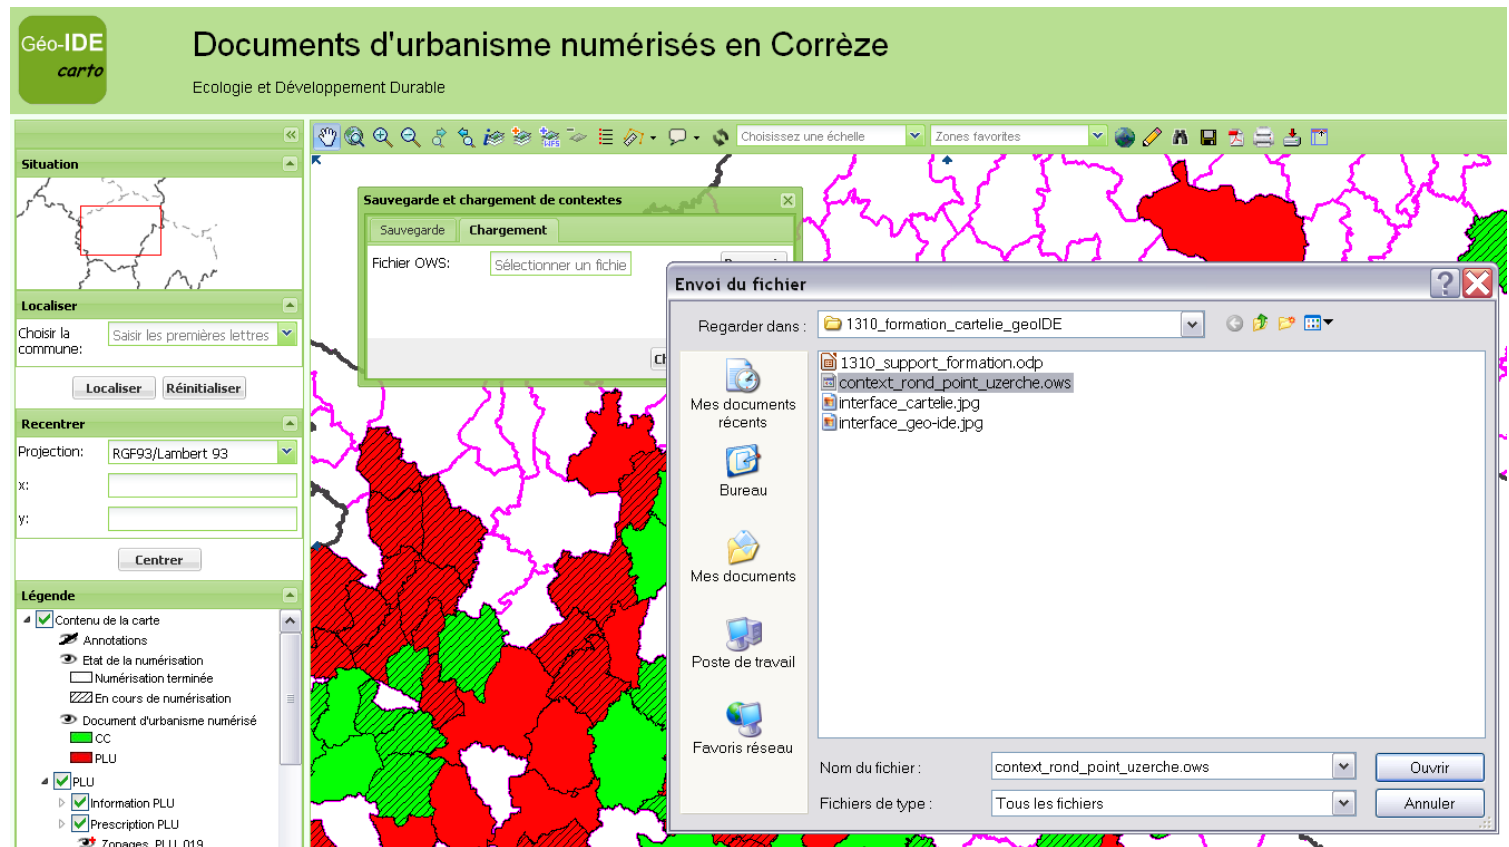 Géo-IDE
carto
Documents d'urbanisme numérisés en Corrèze
Ecologie et Développement Durable
Choisissez une échelle
Zones favorites
Situation
Localiser
Choisir la
commune:
Saisir les premières lettres
Localiser
Réinitialiser
Recentrer
Projection:
RGF93/Lambert 93
x:
y:
Centrer
Légende
Contenu de la carte
Annotations
Etat de la numérisation
Numérisation terminée
En cours de numérisation
Document d'urbanisme numérisé
CC
PLU
PLU
Information PLU
Prescription PLU
Zonages PLU 019
Sauvegarde et chargement de contextes
Sauvegarde
Chargement
Fichier OWS:
Sélectionner un fichie
Envoi du fichier
Regarder dans :
1310_formation_cartelie_geoIDE
1310_support_formation.odp
context_rond_point_uzerche.ows
interface_cartelie.jpg
interface_geo-ide.jpg
Mes documents
récents
Bureau
Mes documents
Poste de travail
Favoris réseau
Nom du fichier :
context_rond_point_uzerche.ows
Ouvrir
Fichiers de type :
Tous les fichiers
Annuler